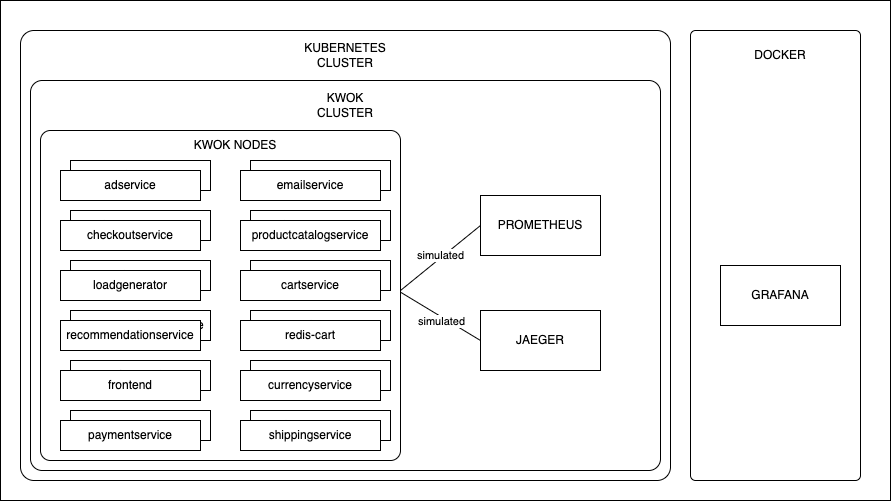 KUBERNETES
CLUSTER
DOCKER
KWOK
CLUSTER
KWOK NODES
adservice
emailservice
checkoutservice
productcatalogservice
loadgenerator
cartservice
recommendationservice
redis-cart
frontend
currencyservice
paymentservice
shippingservice
simulated
simulated
PROMETHEUS
JAEGER
GRAFANA